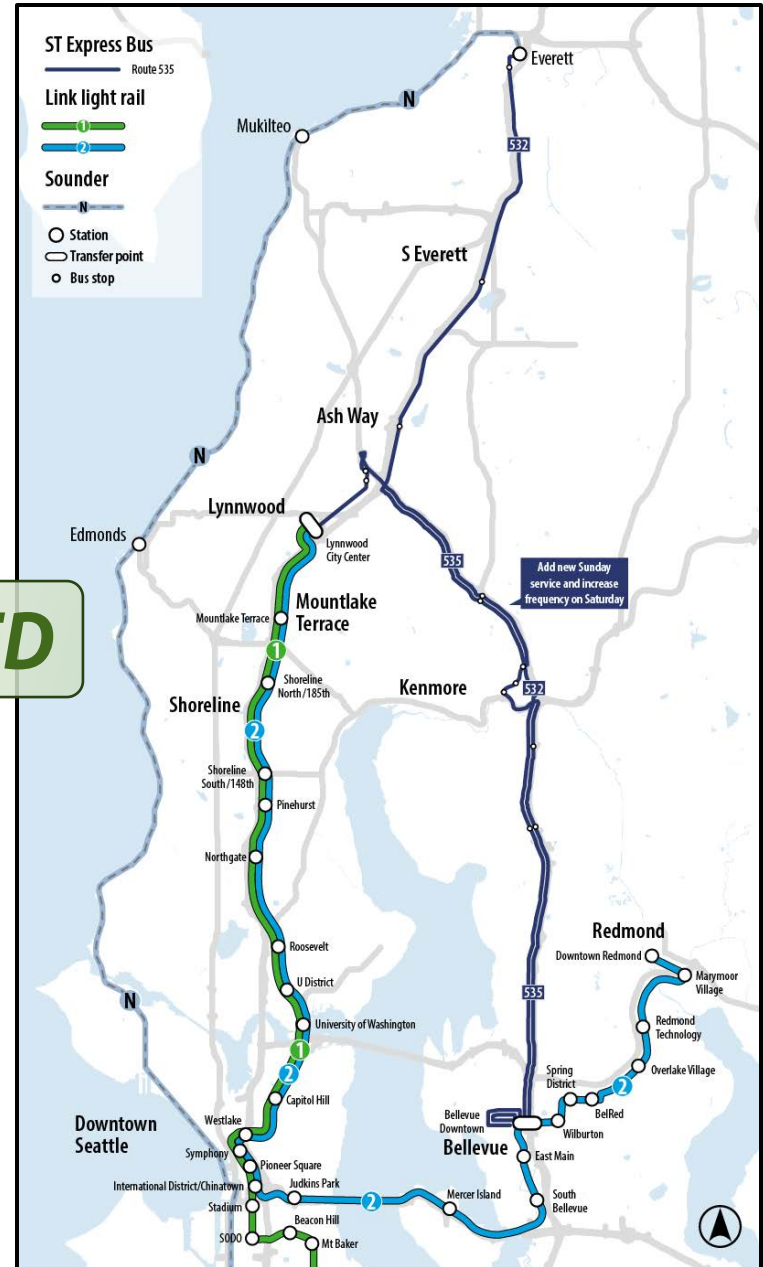 ST Express Bus
Route 535
Link light rail
1
2
Sounder
N
Station
Transfer point
Bus stop
Everett
N
Mukilteo
532
S Everett
Ash Way
N
Lynnwood
Lynnwood
City Center
Edmonds
535
Add new Sunday
service and increase
frequency on Saturday
TD
Mountlake Terrace
Mountlake
Terrace
1
Shoreline
North/185th
Kenmore
532
Shoreline
2
Shoreline
South/148th
Pinehurst
Northgate
Redmond
Downtown Redmond
Roosevelt
Marymoor
Village
U District
535
N
University of Washington
Redmond
Technology
1
2
Overlake Village
Spring
District
2
Capitol Hill
BelRed
Bellevue
Downtown
Wilburton
Downtown
Seattle
Westlake
Bellevue
Symphony
East Main
Pioneer Square
International District/Chinatown
Judkins Park
2
Mercer Island
South
Bellevue
Stadium
Beacon Hill
SODO
Mt Baker